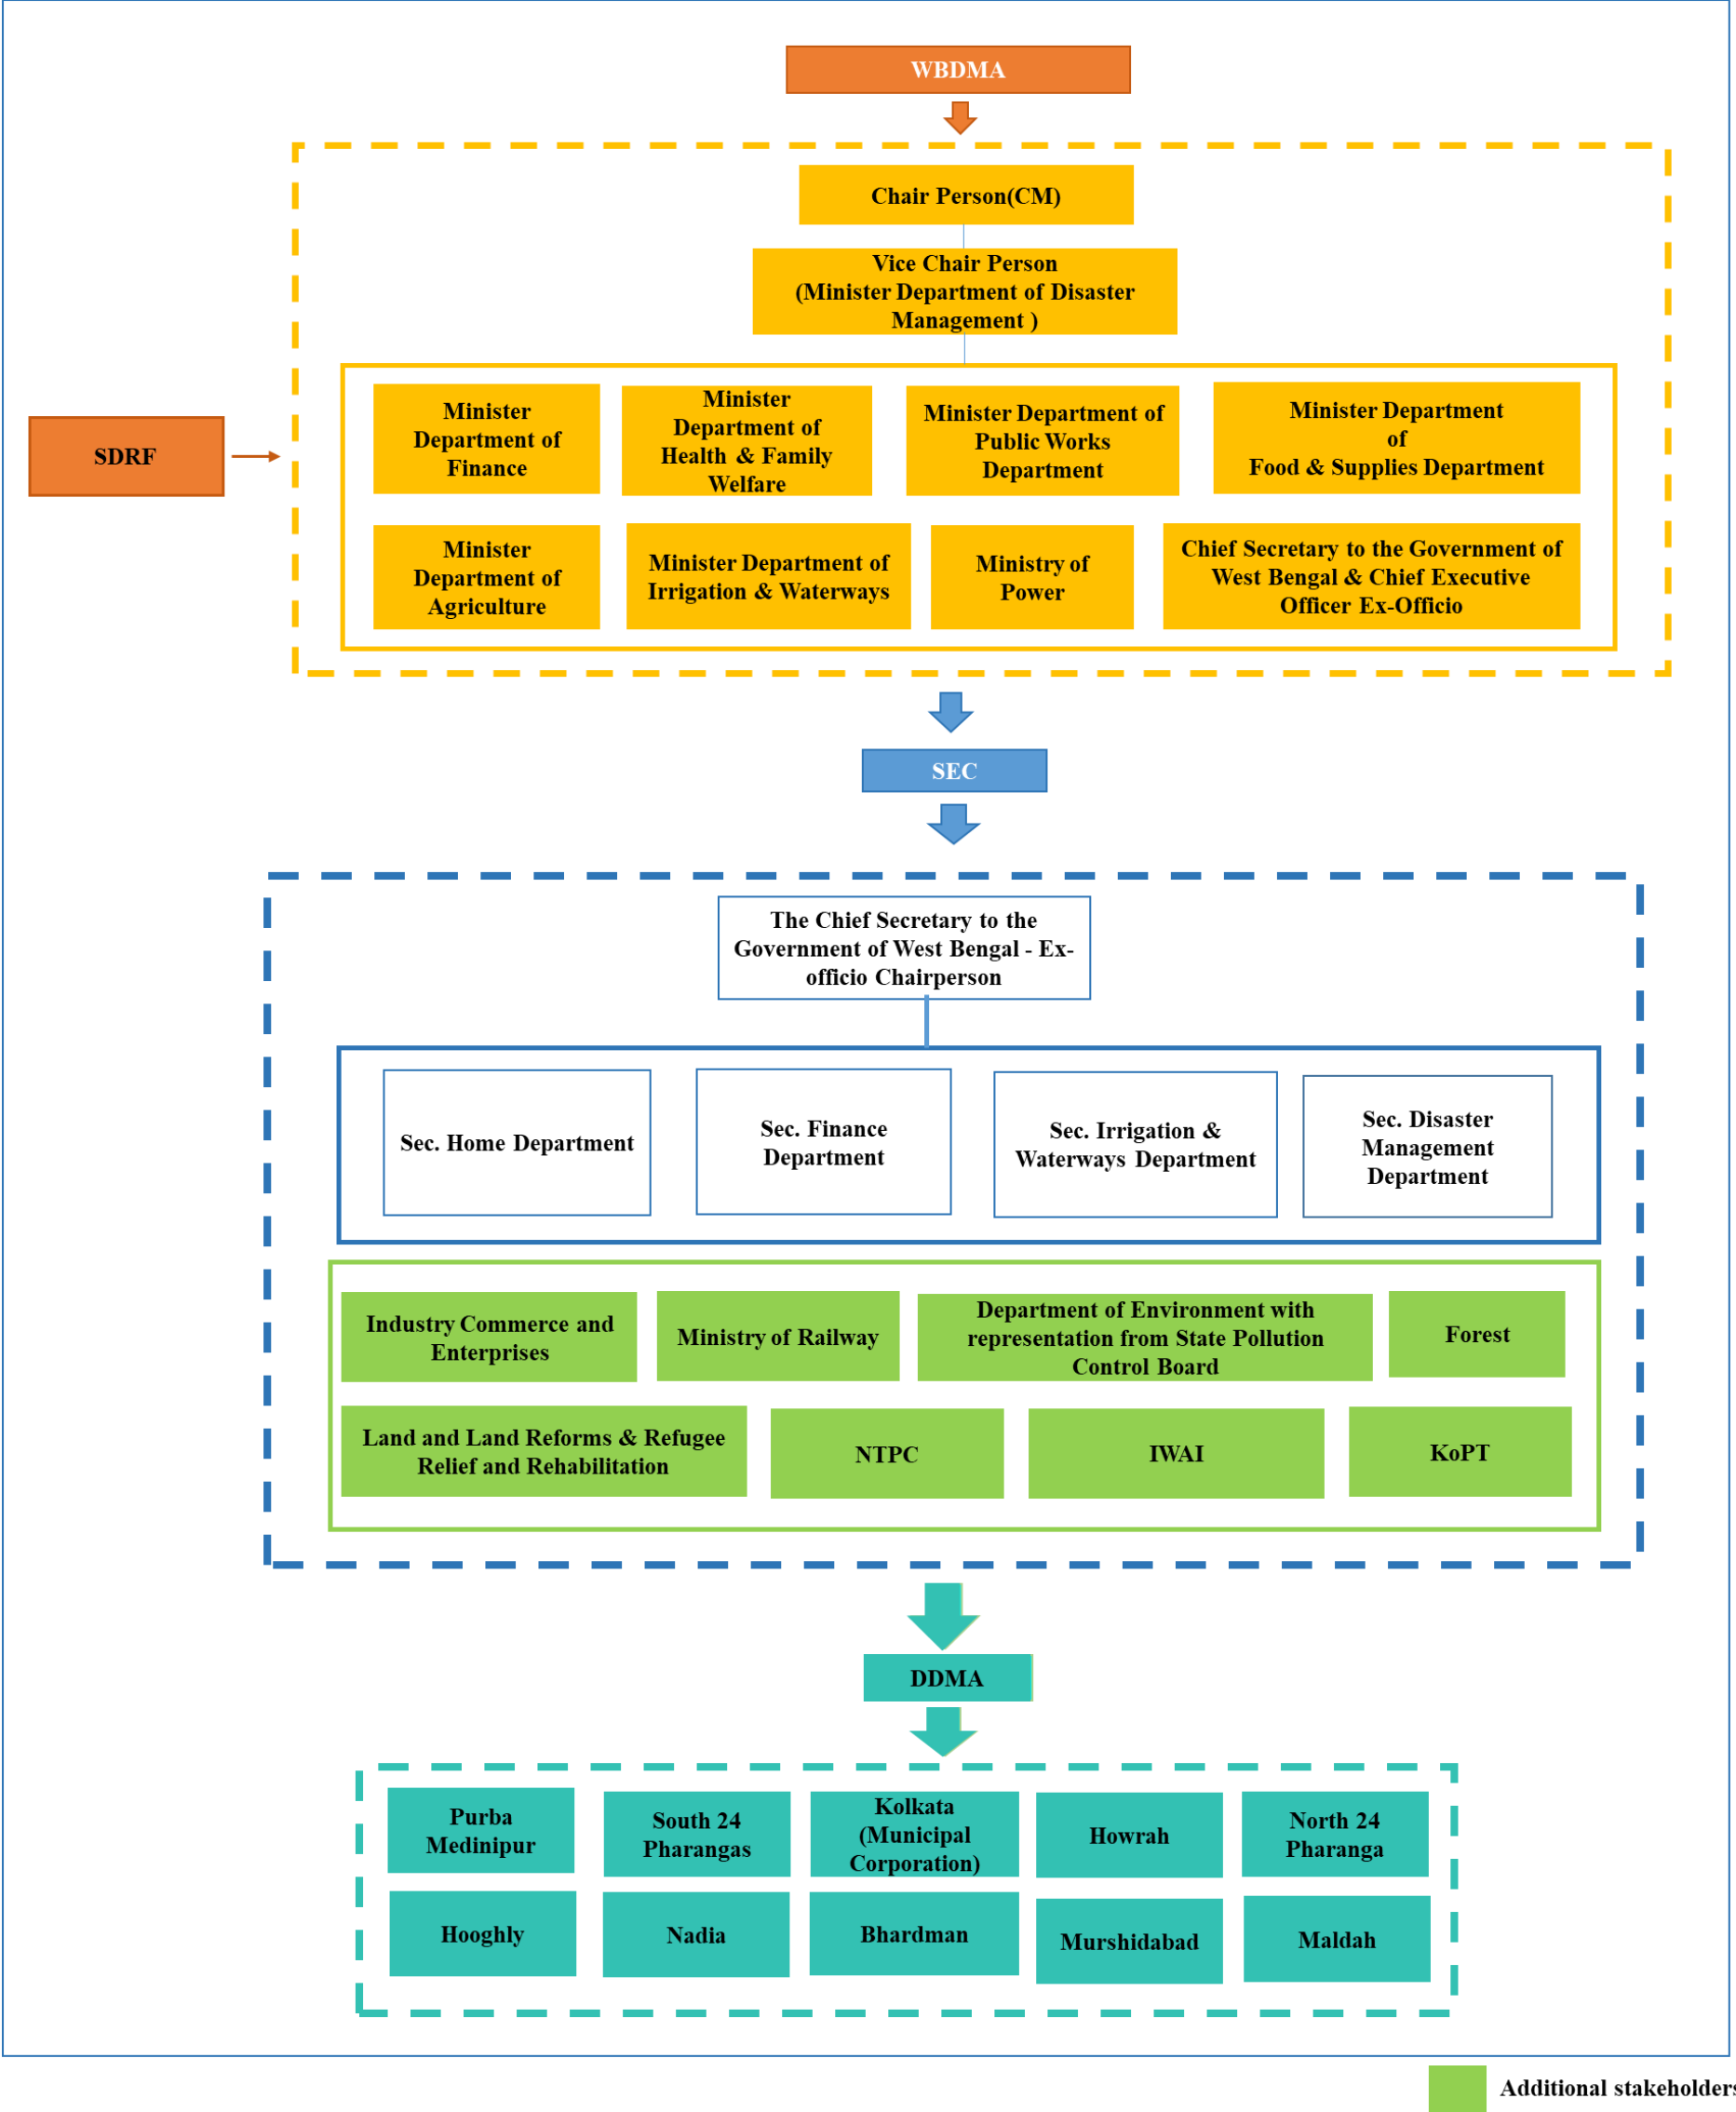 WBDMA
Chair Person(CM)
Vice Chair Person
(Minister Department of Disaster
Management )
SDRF
Minister
Department of
Finance
Minister
Department of
Health & Family
Welfare
Minister Department of
Public Works
Department
Minister Department
of
Food & Supplies Department
Minister
Department of
Agriculture
Minister Department of
Irrigation & Waterways
Ministry of
Power
Chief Secretary to the Government of
West Bengal & Chief Executive
Officer Ex-Officio
SEC
The Chief Secretary to the
Government of West Bengal - Ex-
officio Chairperson
Sec. Home Department
Sec. Finance
Department
Sec. Irrigation &
Waterways Department
Sec. Disaster
Management
Department
Industry Commerce and
Enterprises
Ministry of Railway
Department of Environment with
representation from State Pollution
Control Board
Forest
Land and Land Reforms & Refugee
Relief and Rehabilitation
NTPC
IWAI
KoPT
DDMA
Purba
Medinipur
South 24
Pharangas
Kolkata
(Municipal
Corporation)
Howrah
North 24
Pharanga
Hooghly
Nadia
Bhardman
Murshidabad
Maldah
Additional stakeholders